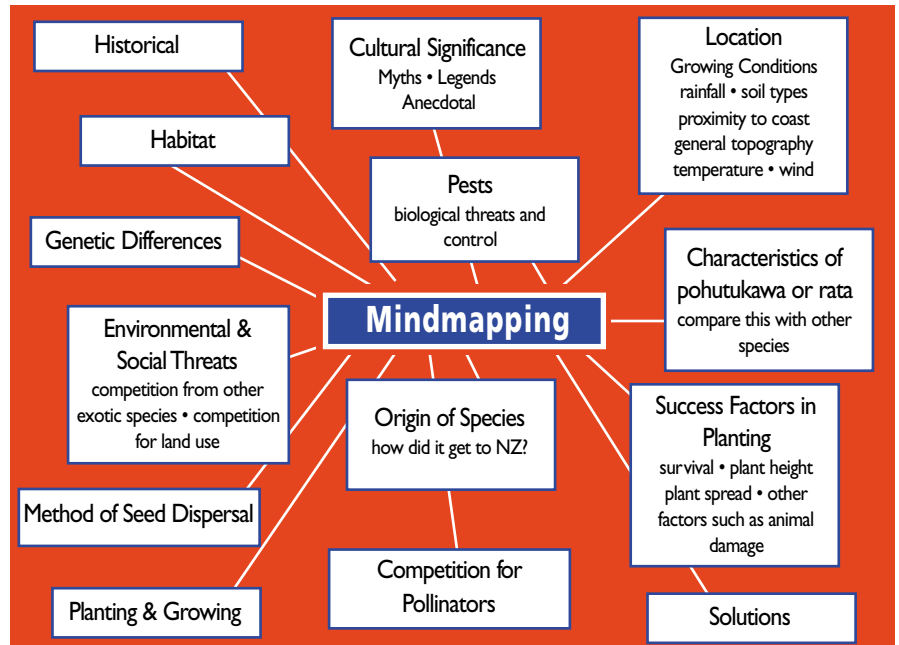 Historical
Cultural Significance
Myths • Legends
Anecdotal
Location
Growing Conditions
rainfall • soil types
proximity to coast
general topography
temperature • wind
Habitat
Pests
biological threats and
control
Genetic Differences
Characteristics of
pohutukawa or rata
compare this with other
species
Mindmapping
Environmental &
Social Threats
competition from other
exotic species • competition
for land use
Origin of Species
how did it get to NZ?
Success Factors in
Planting
survival • plant height
plant spread • other
factors such as animal
damage
Method of Seed Dispersal
Competition for
Pollinators
Planting & Growing
Solutions